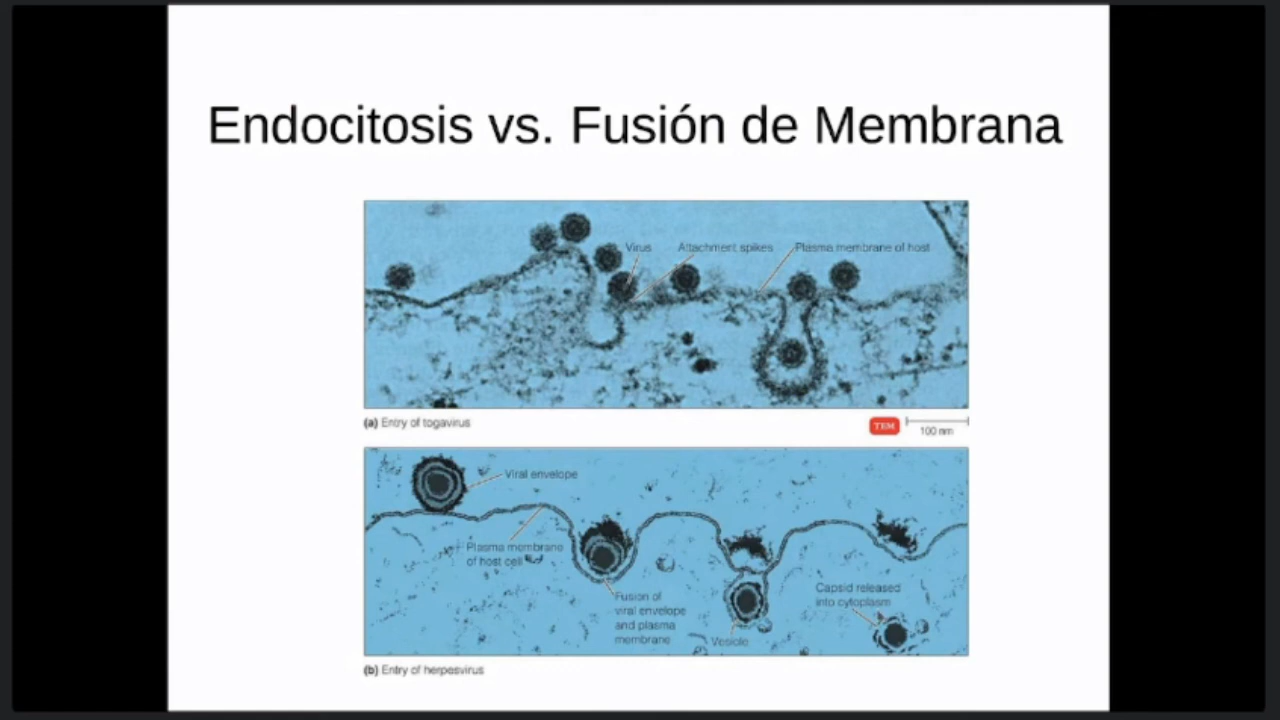 Endocitosis vs. Fusión de Membrana
Virus
Attachment spikes
Plasma membrane of host
(a) Entry of togavirus
TEM
100 nm
Viral envelope
Plasma membrane
of host cell
Fusion of
viral envelope
and plasma
membrane
Vesicle
Capsid released
into cytoplasm
(b) Entry of herpesvirus